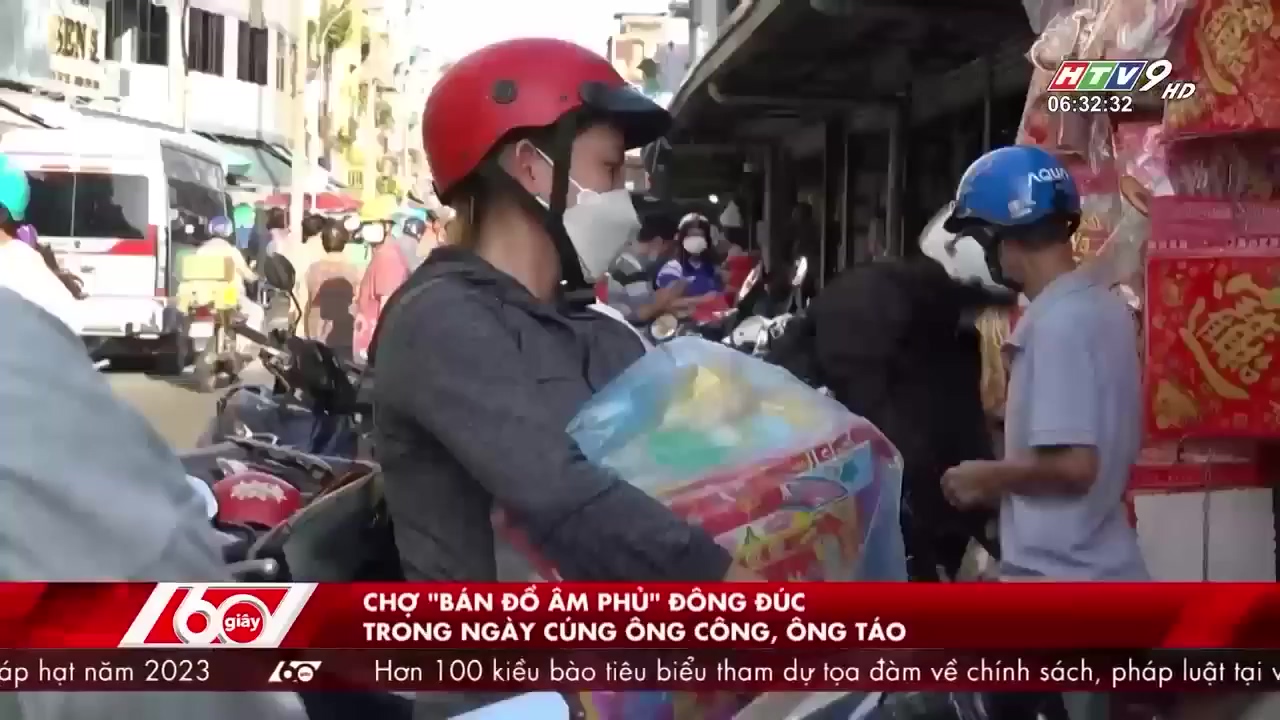 HTV9 HD
06:32:32
AQUA
60 giây
CHỢ "BÁN ĐỒ ÂM PHỦ" ĐÔNG ĐÚC
TRONG NGÀY CÚNG ÔNG CÔNG, ÔNG TÁO
áp hạt năm 2023 60 Hơn 100 kiều bào tiêu biểu tham dự tọa đàm về chính sách, pháp luật tại